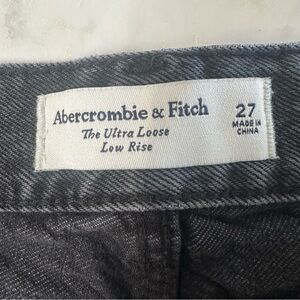 Abercrombie & Fitch
The Ultra Loose
Low Rise
27
MADE IN
CHINA